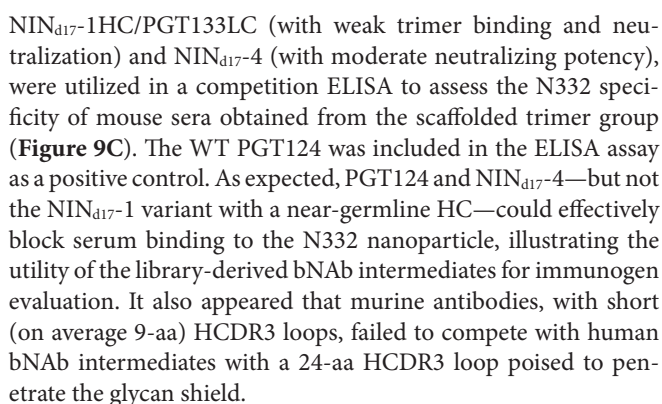 NINd17-1HC/PGT133LC (with weak trimer binding and neu-
tralization) and NINd17-4 (with moderate neutralizing potency),
were utilized in a competition ELISA to assess the N332 speci-
ficity of mouse sera obtained from the scaffolded trimer group
(Figure 9C). The WT PGT124 was included in the ELISA assay
as a positive control. As expected, PGT124 and NINd17-4—but not
the NINd17-1 variant with a near-germline HC—could effectively
block serum binding to the N332 nanoparticle, illustrating the
utility of the library-derived bNAb intermediates for immunogen
evaluation. It also appeared that murine antibodies, with short
(on average 9-aa) HCDR3 loops, failed to compete with human
bNAb intermediates with a 24-aa HCDR3 loop poised to pen-
etrate the glycan shield.